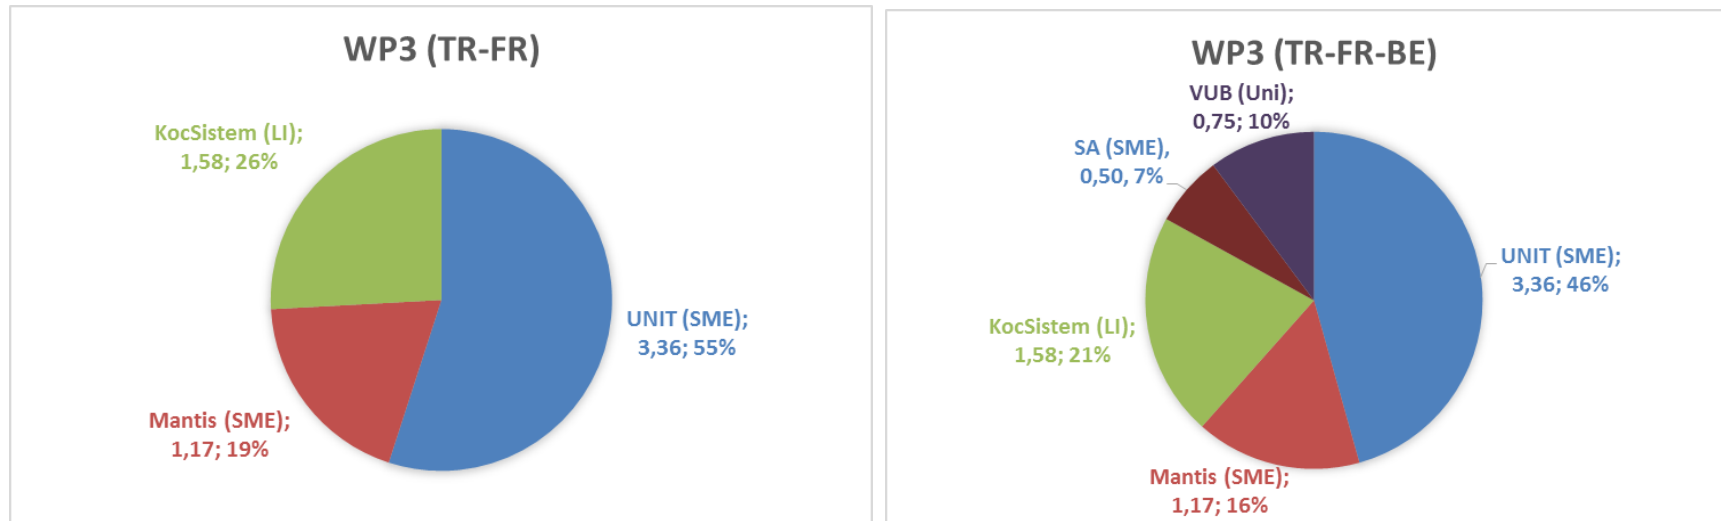 WP3 (TR-FR)
KocSistem (LI);
1,58; 26%
UNIT (SME);
3,36; 55%
Mantis (SME);
1,17; 19%
WP3 (TR-FR-BE)
VUB (Uni);
0,75; 10%
SA (SME),
0,50, 7%
UNIT (SME);
3,36; 46%
KocSistem (LI);
1,58; 21%
Mantis (SME);
1,17; 16%